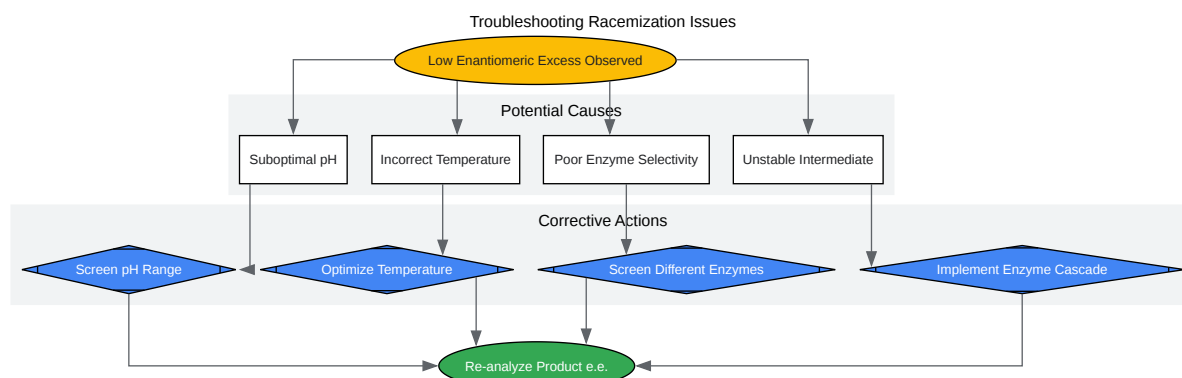 Troubleshooting Racemization Issues
Low Enantiomeric Excess Observed
Potential Causes
Suboptimal pH
Incorrect Temperature
Poor Enzyme Selectivity
Unstable Intermediate
Corrective Actions
Screen pH Range
Optimize Temperature
Screen Different Enzymes
Implement Enzyme Cascade
Re-analyze Product e.e.